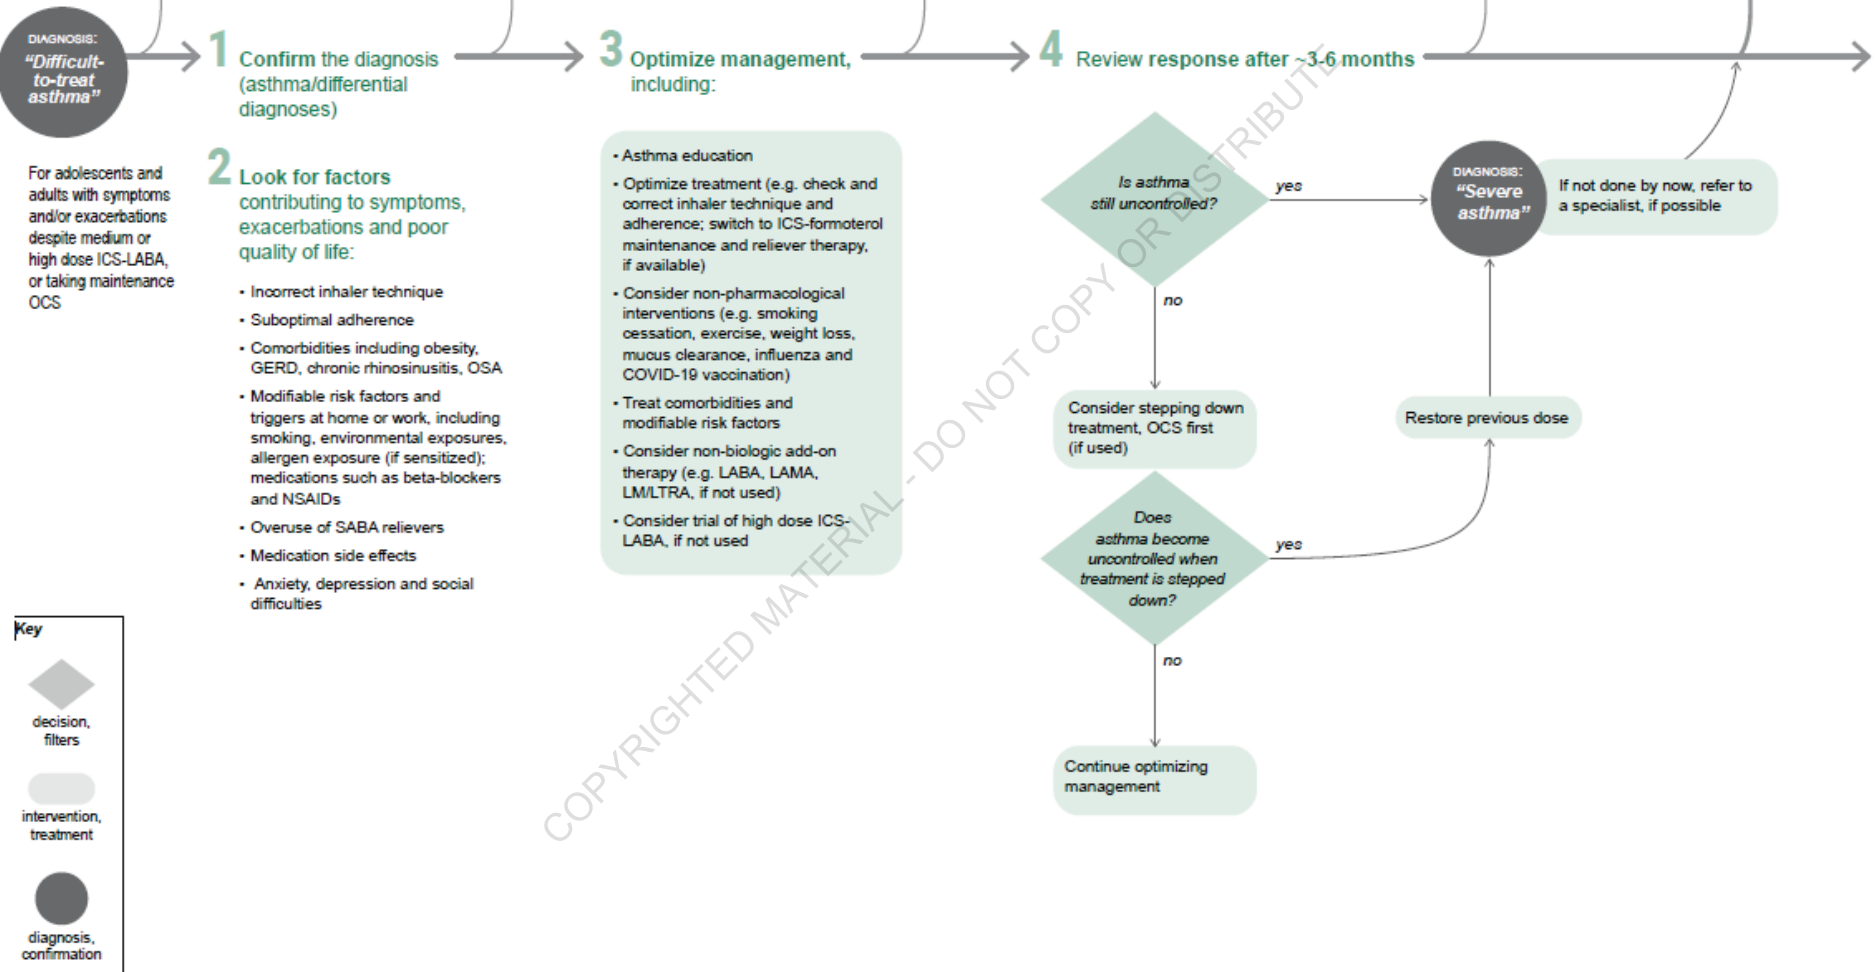 DIAGNOSIS:
“Difficult-
to-treat
asthma”
For adolescents and
adults with symptoms
and/or exacerbations
despite medium or
high dose ICS-LABA,
or taking maintenance
OCS
1 Confirm the diagnosis
(asthma/differential
diagnoses)
2 Look for factors
contributing to symptoms,
exacerbations and poor
quality of life:
• Incorrect inhaler technique
• Suboptimal adherence
• Comorbidities including obesity,
GERD, chronic rhinosinusitis, OSA
• Modifiable risk factors and
triggers at home or work, including
smoking, environmental exposures,
allergen exposure (if sensitized);
medications such as beta-blockers
and NSAIDs
• Overuse of SABA relievers
• Medication side effects
• Anxiety, depression and social
difficulties
3 Optimize management,
including:
• Asthma education
• Optimize treatment (e.g. check and
correct inhaler technique and
adherence; switch to ICS-formoterol
maintenance and reliever therapy,
if available)
• Consider non-pharmacological
interventions (e.g. smoking
cessation, exercise, weight loss,
mucus clearance, influenza and
COVID-19 vaccination)
• Treat comorbidities and
modifiable risk factors
• Consider non-biologic add-on
therapy (e.g. LABA, LAMA,
LM/LTRA, if not used)
• Consider trial of high dose ICS-
LABA, if not used
4 Review response after ~3-6 months
Is asthma
still uncontrolled?
yes
no
DIAGNOSIS:
“Severe
asthma”
If not done by now, refer to
a specialist, if possible
Consider stepping down
treatment, OCS first
(if used)
Restore previous dose
Does
asthma become
uncontrolled when
treatment is stepped
down?
yes
no
Continue optimizing
management
Key
decision,
filters
intervention,
treatment
diagnosis,
confirmation
COPYRIGHTED MATERIAL - DO NOT COPY OR DISTRIBUTE